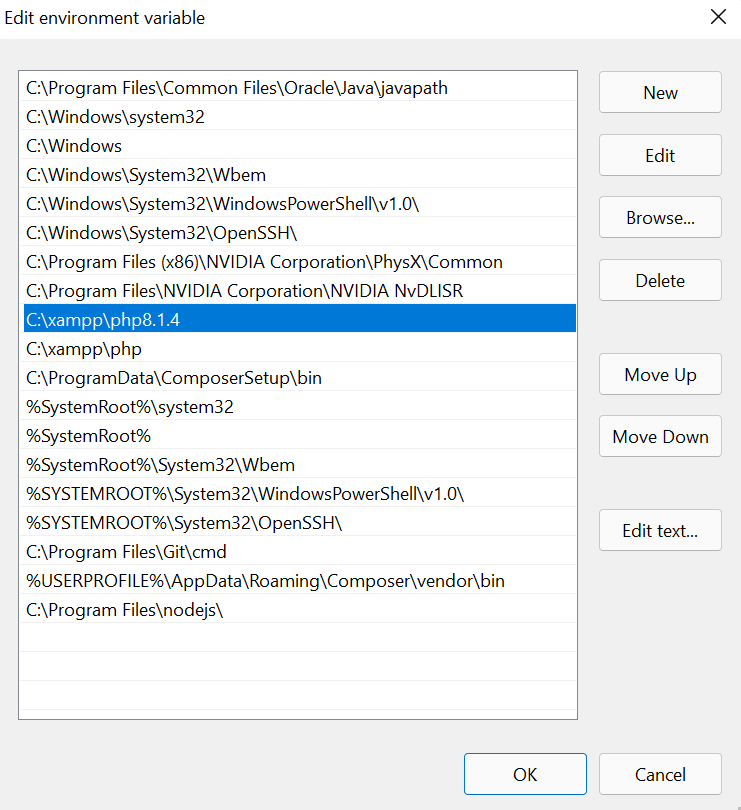 Edit environment variable
C:\Program Files\Common Files\Oracle\Java\javapath
C:\Windows\system32
C:\Windows
C:\Windows\System32\Wbem
C:\Windows\System32\WindowsPowerShell\v1.0\
C:\Windows\System32\OpenSSH\
C:\Program Files (x86)\NVIDIA Corporation\PhysX\Common
C:\Program Files\NVIDIA Corporation\NVIDIA NvDLISR
C:\xampp\php8.1.4
C:\xampp\php
C:\ProgramData\ComposerSetup\bin
%SystemRoot%\system32
%SystemRoot%
%SystemRoot%\System32\Wbem
%SYSTEMROOT%\System32\WindowsPowerShell\v1.0\
%SYSTEMROOT%\System32\OpenSSH\
C:\Program Files\Git\cmd
%USERPROFILE%\AppData\Roaming\Composer\vendor\bin
C:\Program Files\nodejs\
New
Edit
Browse...
Delete
Move Up
Move Down
Edit text...
OK
Cancel